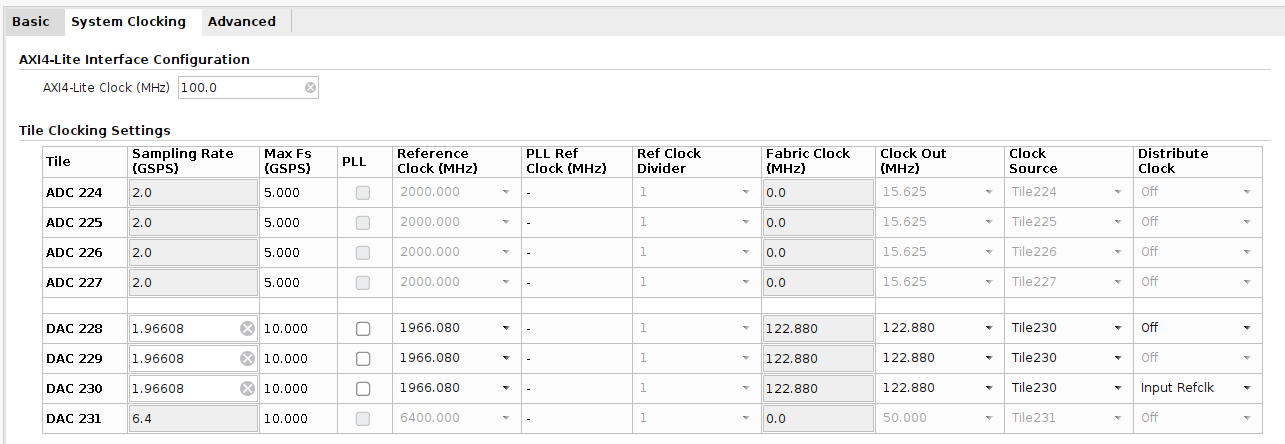 Basic System Clocking Advanced
AXI4-Lite Interface Configuration
AXI4-Lite Clock (MHz) 100.0
Tile Clocking Settings
Tile Sampling Rate (GSPS) Max Fs (GSPS) PLL Reference Clock (MHz) PLL Ref Clock (MHz) Ref Clock Divider Fabric Clock (MHz) Clock Out (MHz) Clock Source Distribute Clock
ADC 224 2.0 5.000 2000.000 - 1 0.0 15.625 Tile224 Off
ADC 225 2.0 5.000 2000.000 - 1 0.0 15.625 Tile225 Off
ADC 226 2.0 5.000 2000.000 - 1 0.0 15.625 Tile226 Off
ADC 227 2.0 5.000 2000.000 - 1 0.0 15.625 Tile227 Off
DAC 228 1.96608 10.000 1966.080 - 1 122.880 122.880 Tile230 Off
DAC 229 1.96608 10.000 1966.080 - 1 122.880 122.880 Tile230 Off
DAC 230 1.96608 10.000 1966.080 - 1 122.880 122.880 Tile230 Input Refclk
DAC 231 6.4 10.000 6400.000 - 1 0.0 50.000 Tile231 Off